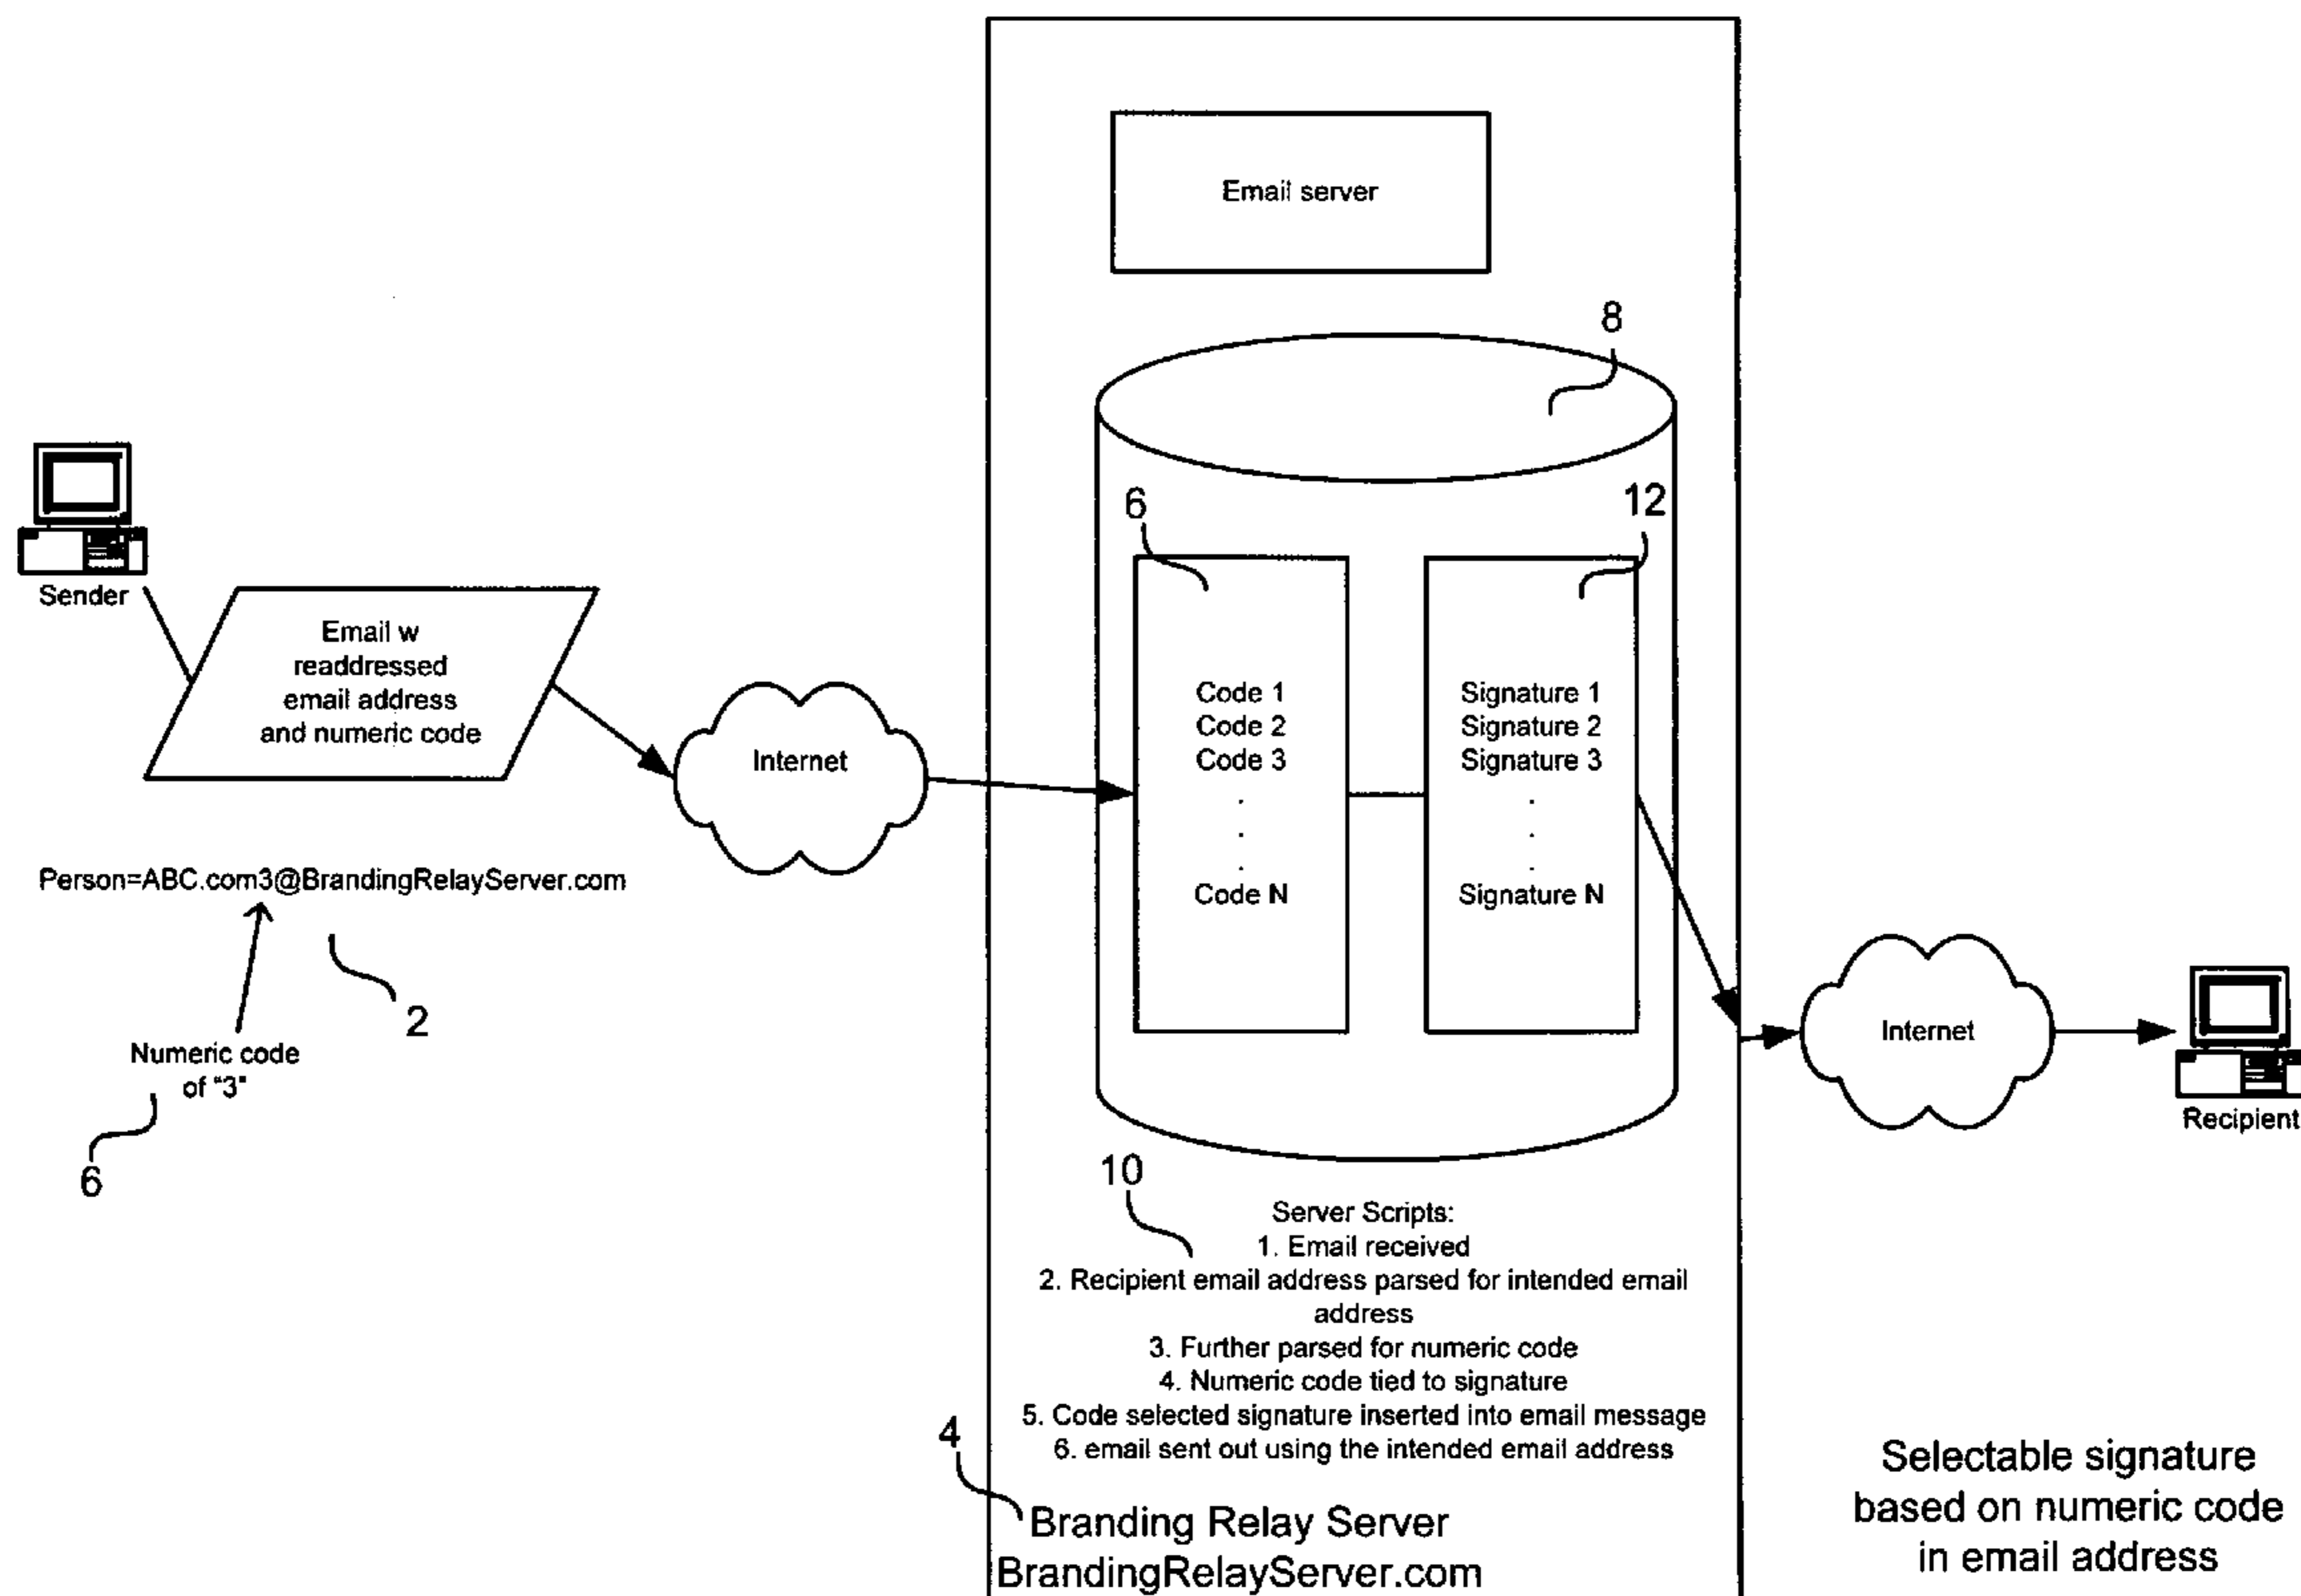 Email server
8
6
12
Sender
Email w
readdressed
email address
and numeric code
Internet
Code 1
Code 2
Code 3
.
.
.
Code N
Signature 1
Signature 2
Signature 3
.
.
.
Signature N
Person=ABC.com3@BrandingRelayServer.com
2
Numeric code
of "3"
6
Internet
Recipient
10
Server Scripts:
1. Email received
2. Recipient email address parsed for intended email
address
3. Further parsed for numeric code
4. Numeric code tied to signature
5. Code selected signature inserted into email message
6. email sent out using the intended email address
4
Branding Relay Server
BrandingRelayServer.com
Selectable signature
based on numeric code
in email address